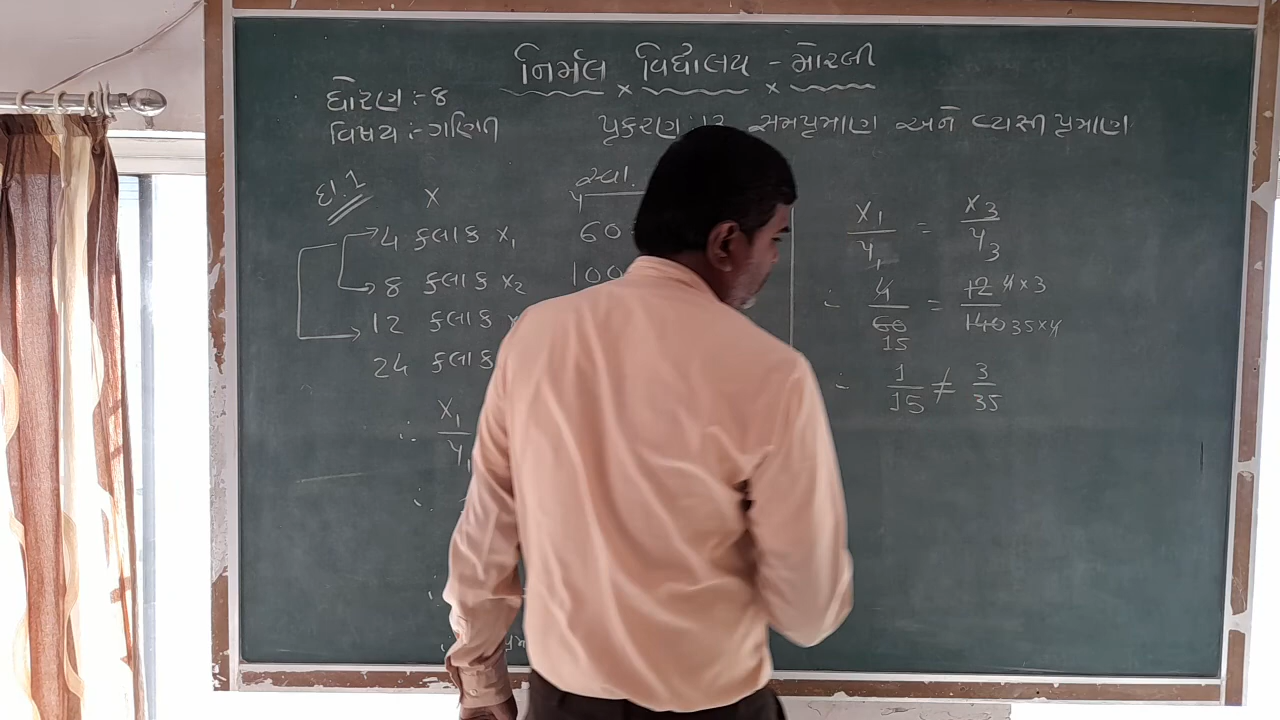 નિર્મલ વિદ્યાલય - મોરબી
ધોરણ :- ૪
વિષય :- ગણિત
પ્રકરણ : 13 સમપ્રમાણ અને વ્યસ્ત પ્રમાણ
દા.1
x
y
4 કલાક x₁
60
8 કલાક x₂
100
12 કલાક
24 કલાક
∴ x₁/y₁
x₁/y₁ = x₃/y₃
∴ 4/60 = 12/140 4×3 35×4
15
∴ 1/15 ≠ 3/35